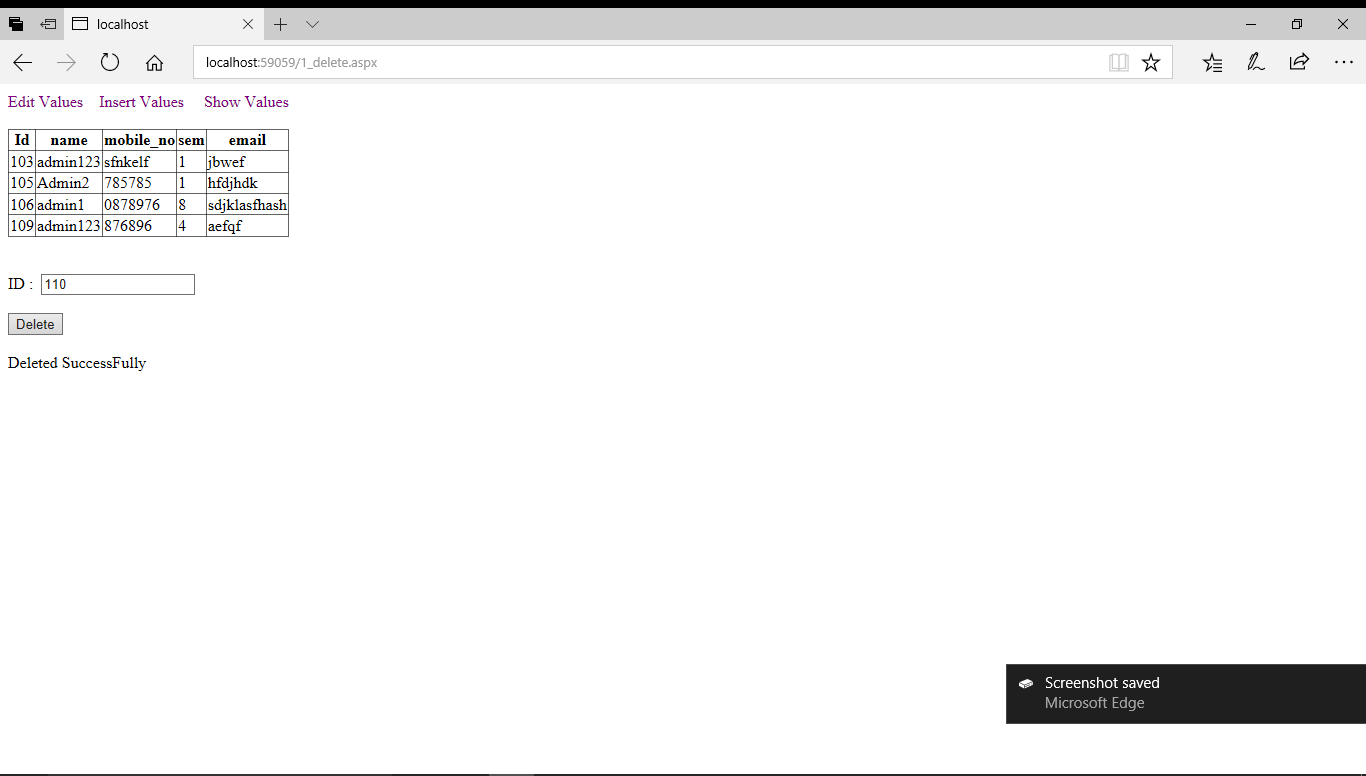 localhost
localhost:59059/1_delete.aspx
Edit Values Insert Values Show Values
Id name mobile_no sem email
103 admin123 sfnkelf 1 jbwef
105 Admin2 785785 1 hfdjhdk
106 admin1 0878976 8 sdjklasfhash
109 admin123 876896 4 aefqf
ID : 110
Delete
Deleted SuccessFully
Screenshot saved
Microsoft Edge